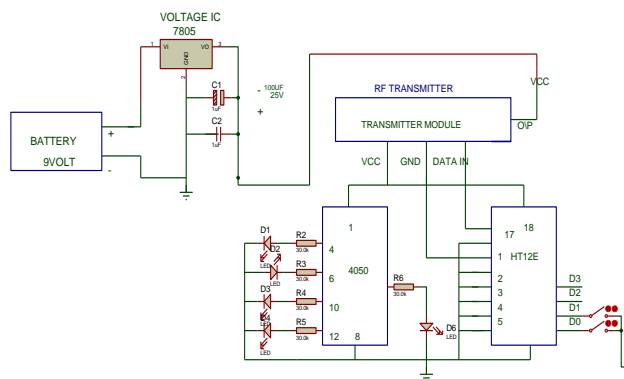 VOLTAGE IC
7805
1 VI VO 3
GND
2
C1
1uF
- 100UF
25V
+
C2
1uF
BATTERY
9VOLT
+
-
RF TRANSMITTER
VCC
TRANSMITTER MODULE
O\P
VCC GND DATA IN
D1
LED
R2
30.0k
D2
LED
R3
30.0k
D3
LED
R4
30.0k
D4
LED
R5
30.0k
1
4
6
4050
10
12 8
R6
30.0k
D6
LED
17 18
1 HT12E
2
3
4
5
D3
D2
D1
D0